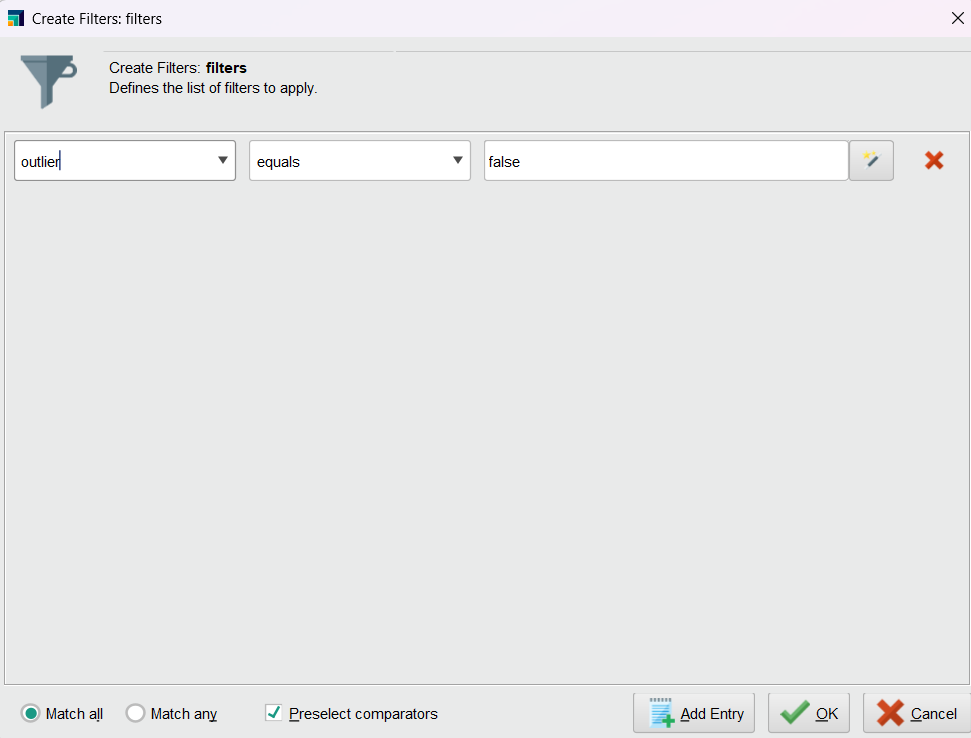 Create Filters: filters
Create Filters: filters
Defines the list of filters to apply.
outlier equals false
Match all Match any Preselect comparators Add Entry OK Cancel